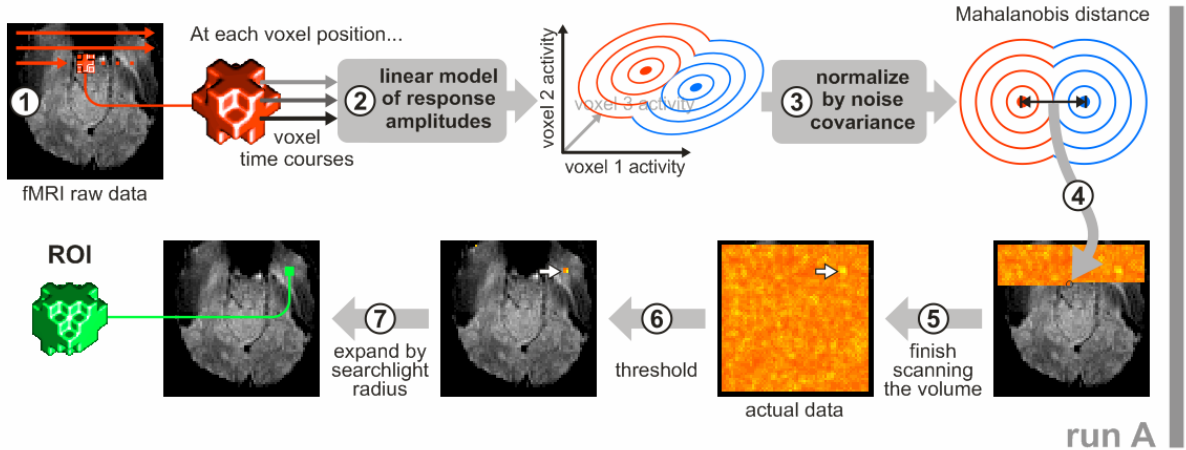 At each voxel position...
1
fMRI raw data
voxel
time courses
2
linear model
of response
amplitudes
voxel 2 activity
voxel 3 activity
voxel 1 activity
3
normalize
by noise
covariance
Mahalanobis distance
4
5
finish
scanning
the volume
actual data
6
threshold
7
expand by
searchlight
radius
ROI
run A